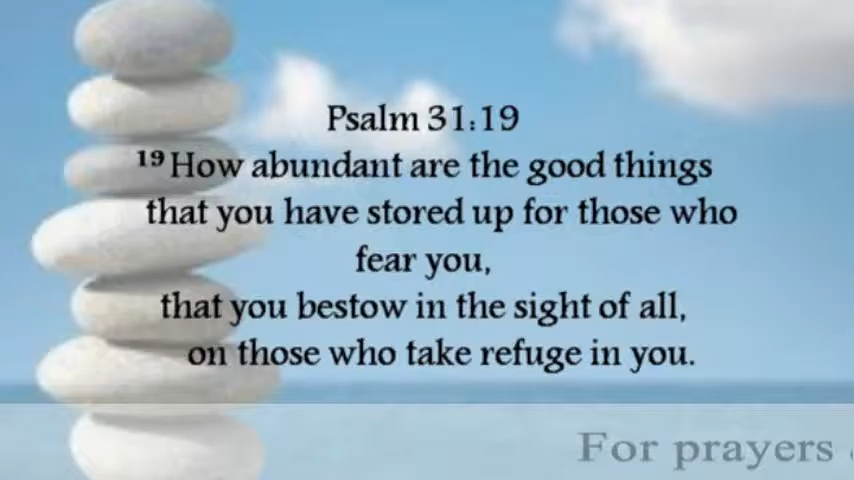 Psalm 31:19
19 How abundant are the good things
that you have stored up for those who
fear you,
that you bestow in the sight of all,
on those who take refuge in you.
For prayers